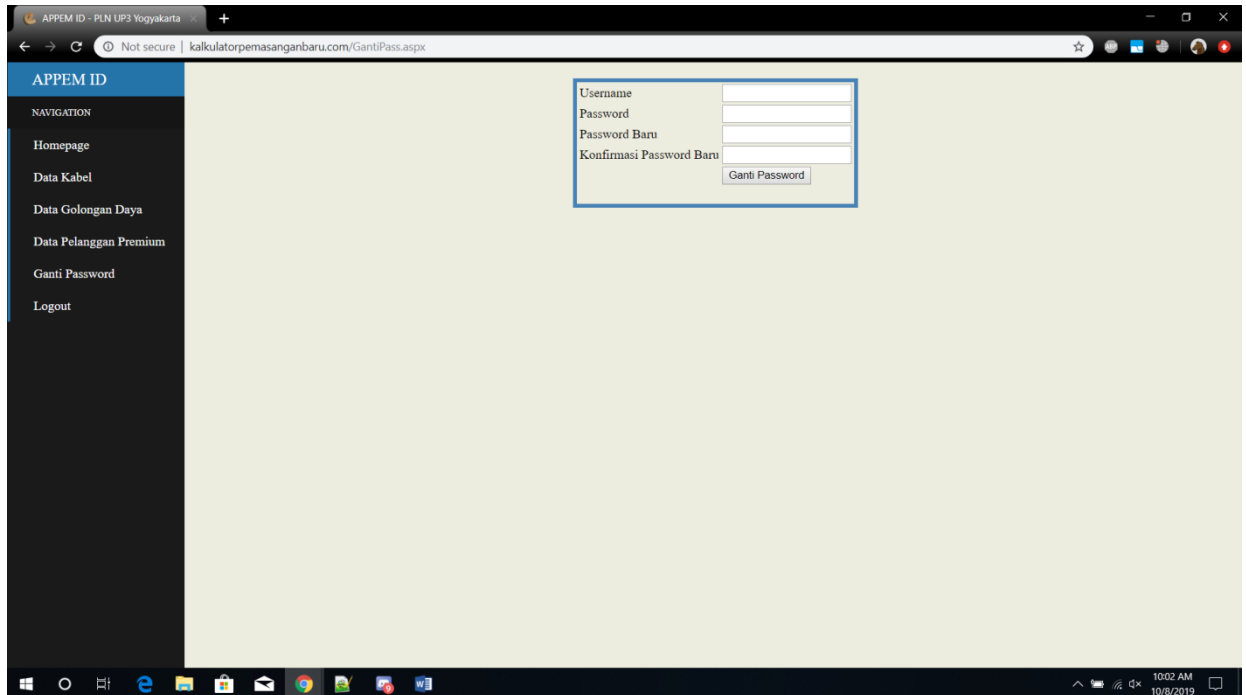 APPEM ID - PLN UP3 Yogyakarta
Not secure | kalkulatorpemasanganbaru.com/GantiPass.aspx
APPEM ID
NAVIGATION
Homepage
Data Kabel
Data Golongan Daya
Data Pelanggan Premium
Ganti Password
Logout
Username
Password
Password Baru
Konfirmasi Password Baru
Ganti Password
10:02 AM
10/8/2019